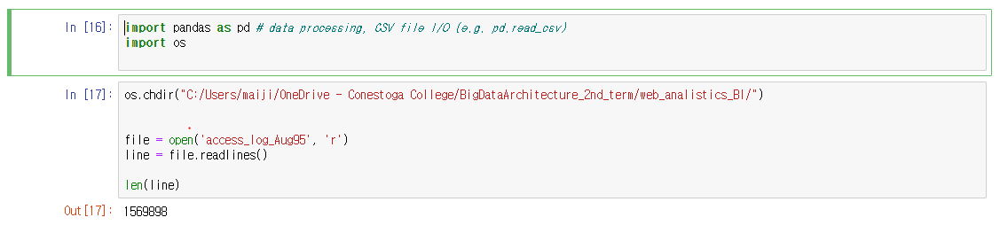 In [16]: import pandas as pd # data processing, CSV file I/O (e.g. pd.read_csv)
import os
In [17]: os.chdir("C:/Users/maiji/OneDrive - Conestoga College/BigDataArchitecture_2nd_term/web_analistics_BI/")
file = open('access_log_Aug95', 'r')
line = file.readlines()
len(line)
Out[17]: 1569898